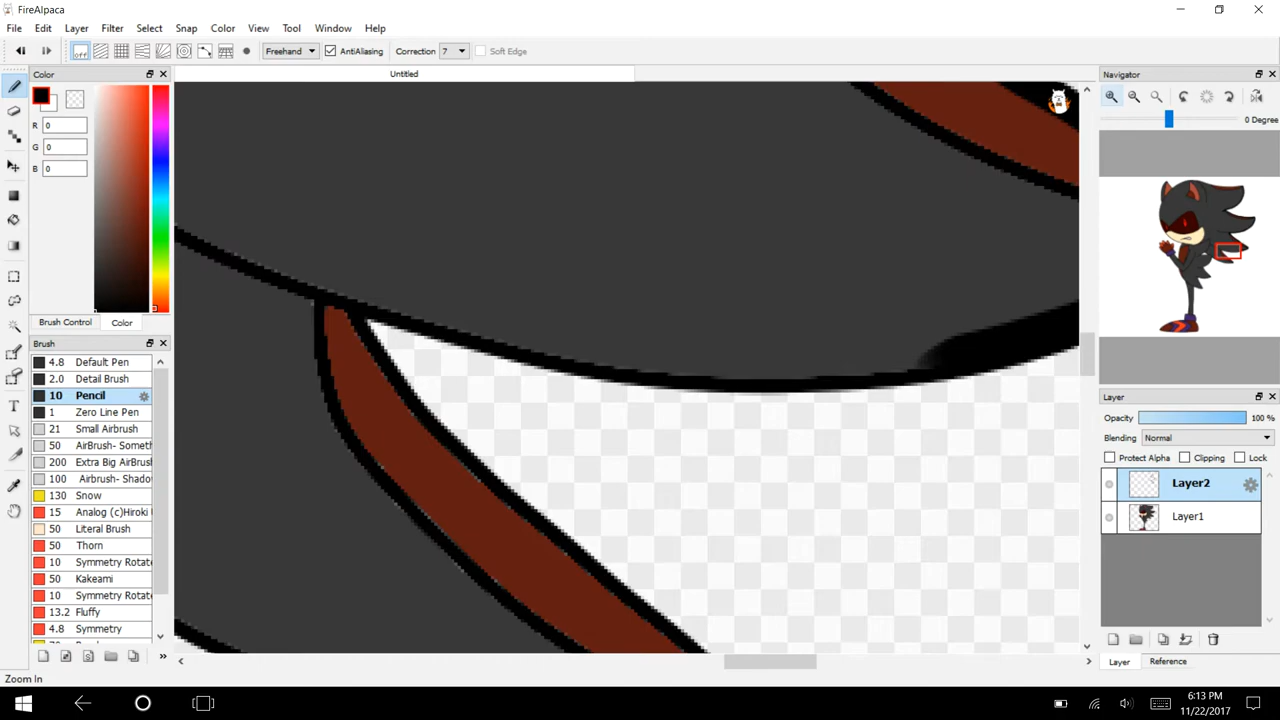 FireAlpaca
File Edit Layer Filter Select Snap Color View Tool Window Help
off Freehand AntiAliasing Correction 7 Soft Edge
Color
Untitled
Navigator
R 0
G 0
B 0
0 Degree
Brush Control Color
Brush
4.8 Default Pen
2.0 Detail Brush
10 Pencil
1 Zero Line Pen
21 Small Airbrush
50 AirBrush- Someth
200 Extra Big AirBrush
100 Airbrush- Shado
130 Snow
15 Analog (c)Hiroki
50 Literal Brush
50 Thorn
10 Symmetry Rotate
50 Kakeami
10 Symmetry Rotate
13.2 Fluffy
4.8 Symmetry
Layer
Opacity 100 %
Blending Normal
Protect Alpha Clipping Lock
Layer2
Layer1
Layer Reference
Zoom In
6:13 PM
11/22/2017